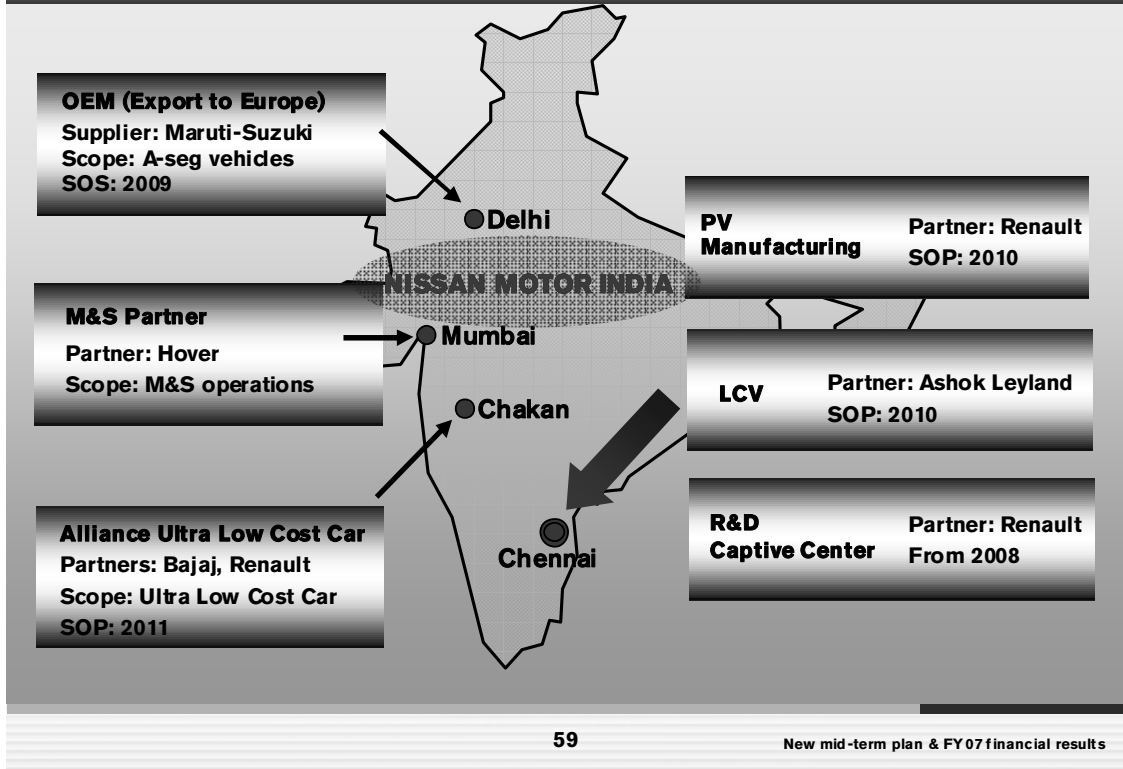 OEM (Export to Europe)
Supplier: Maruti-Suzuki
Scope: A-seg vehicles
SOS: 2009
Delhi
NISSAN MOTOR INDIA
PV
Manufacturing
Partner: Renault
SOP: 2010
M&S Partner
Partner: Hover
Scope: M&S operations
Mumbai
LCV
Partner: Ashok Leyland
SOP: 2010
Chakan
Alliance Ultra Low Cost Car
Partners: Bajaj, Renault
Scope: Ultra Low Cost Car
SOP: 2011
Chennai
R&D
Captive Center
Partner: Renault
From 2008
59
New mid-term plan & FY07 financial results